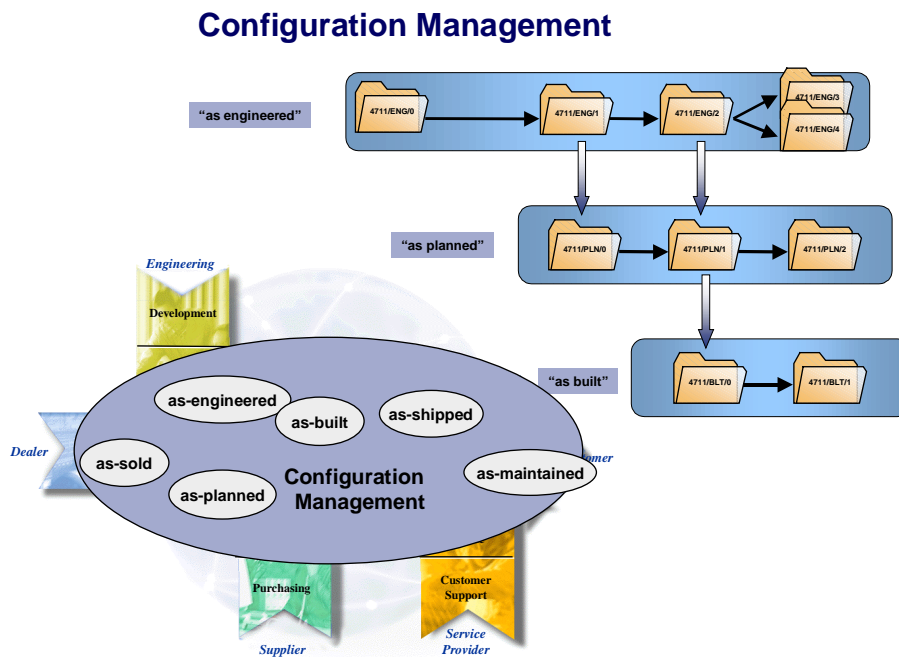 Configuration Management
“as engineered”
4711/ENG/0
4711/ENG/1
4711/ENG/2
4711/ENG/3
4711/ENG/4
“as planned”
4711/PLN/0
4711/PLN/1
4711/PLN/2
Engineering
Development
“as built”
4711/BLT/0
4711/BLT/1
as-engineered
as-built
as-shipped
Dealer
as-sold
as-planned
Configuration
Management
as-maintained
omer
Purchasing
Customer
Support
Supplier
Service
Provider